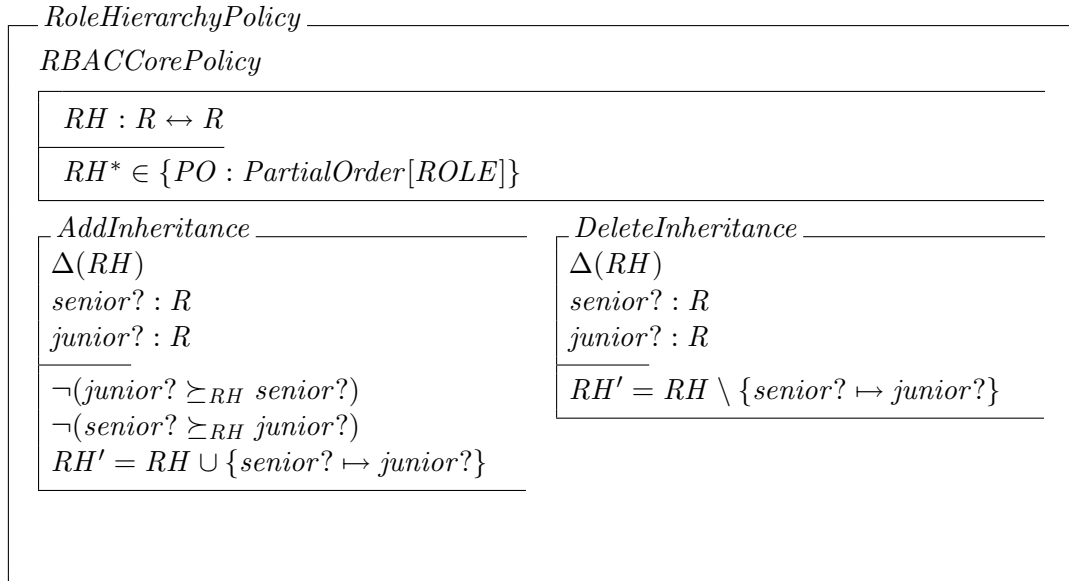 RoleHierarchyPolicy
RBACCorePolicy
RH : R ↔ R
RH* ∈ {PO : PartialOrder[ROLE]}
AddInheritance
Δ(RH)
senior? : R
junior? : R
¬(junior? ⪰_RH senior?)
¬(senior? ⪰_RH junior?)
RH′ = RH ∪ {senior? ↦ junior?}
DeleteInheritance
Δ(RH)
senior? : R
junior? : R
RH′ = RH \ {senior? ↦ junior?}